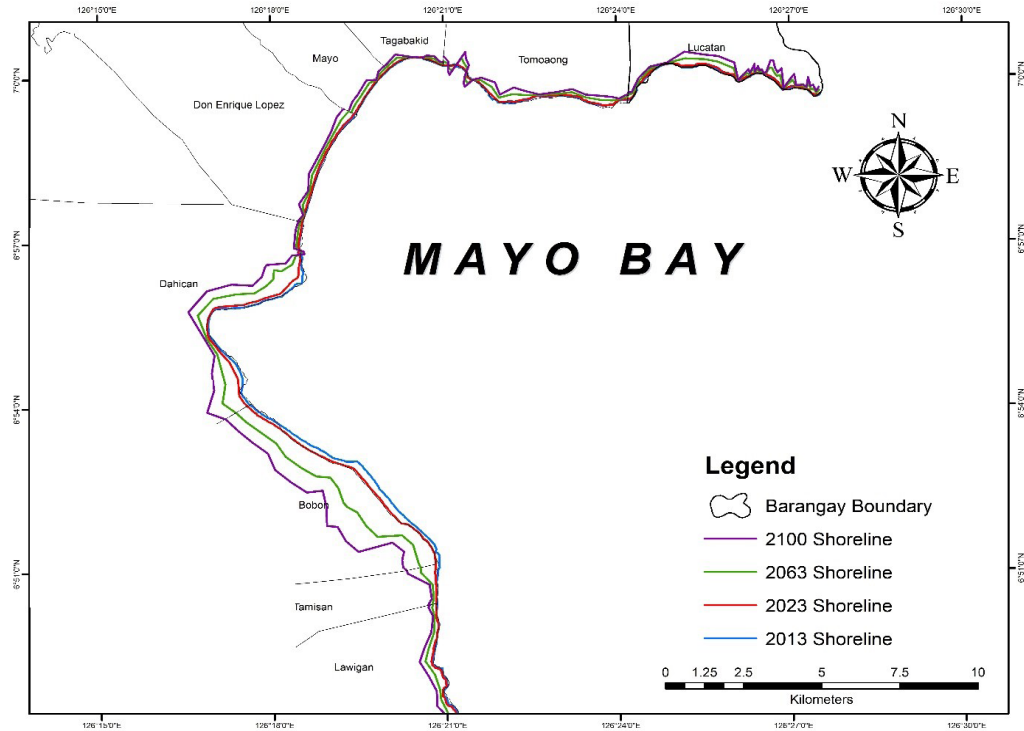 126°15'0"E 126°18'0"E 126°21'0"E 126°24'0"E 126°27'0"E 126°30'0"E
Tagabakid
Lucatan
Mayo
Tomoaong
7°0'0"N
7°0'0"N
Don Enrique Lopez
N
W E
S
6°57'0"N
6°57'0"N
MAYO BAY
Dahican
6°54'0"N
6°54'0"N
Legend
Barangay Boundary
Bobon
2100 Shoreline
2063 Shoreline
6°51'0"N
6°51'0"N
2023 Shoreline
Tamisan
2013 Shoreline
Lawigan
0 1.25 2.5 5 7.5 10
Kilometers
126°15'0"E 126°18'0"E 126°21'0"E 126°24'0"E 126°27'0"E 126°30'0"E